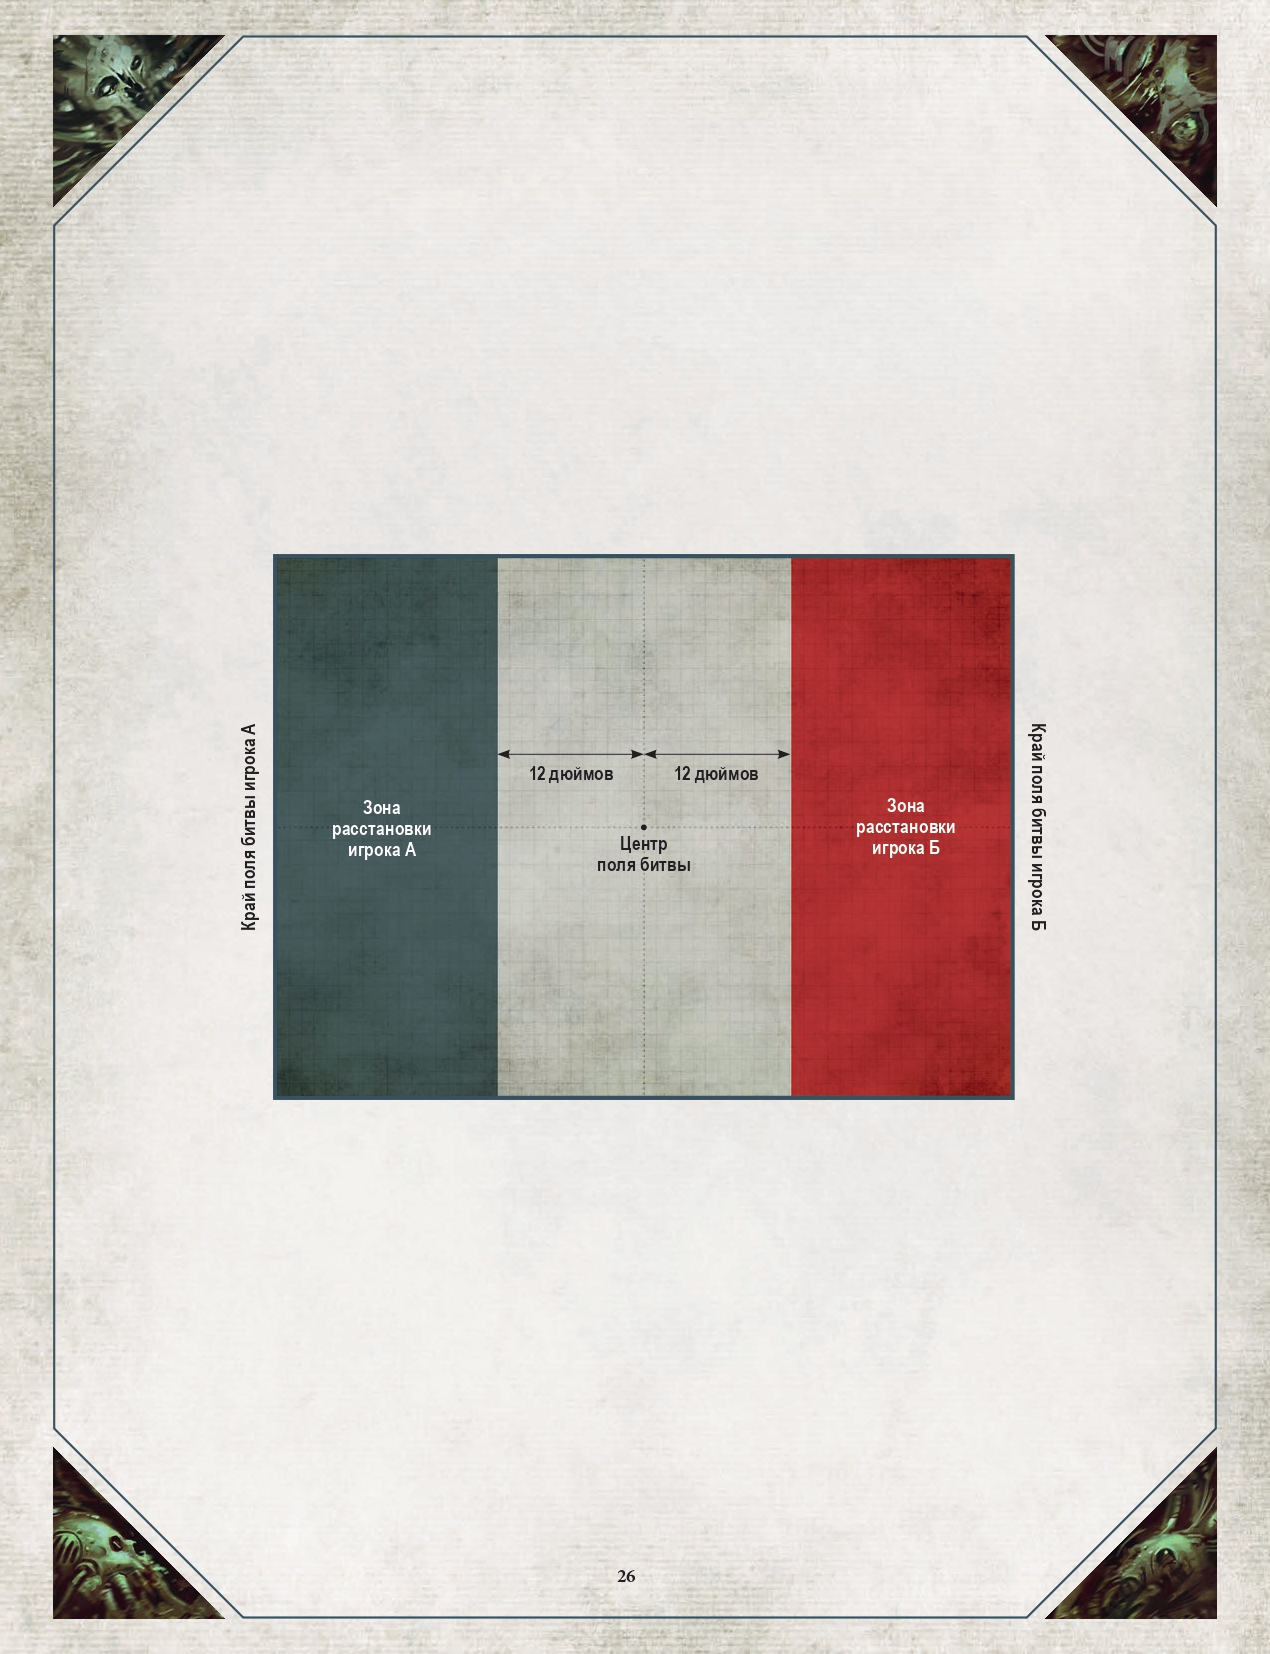 Край поля битвы игрока А
12 дюймов
12 дюймов
Зона
расстановки
игрока А
Центр
поля битвы
Зона
расстановки
игрока Б
Край поля битвы игрока Б
26